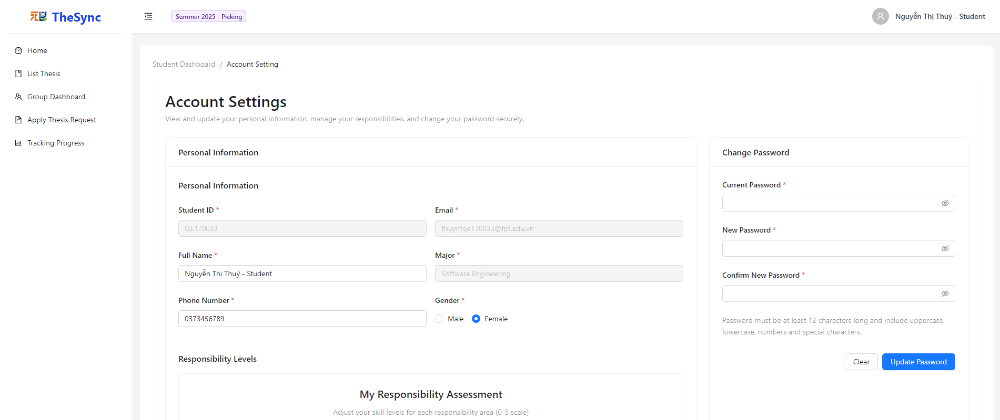 TheSync
Summer 2025 - Picking
Nguyễn Thị Thuý - Student
Home
List Thesis
Group Dashboard
Apply Thesis Request
Tracking Progress
Student Dashboard / Account Setting
Account Settings
View and update your personal information, manage your responsibilities, and change your password securely.
Personal Information
Personal Information
Student ID *
QE170033
Email *
thuyntqe170033@fpt.edu.vn
Full Name *
Nguyễn Thị Thuý - Student
Major *
Software Engineering
Phone Number *
0373456789
Gender *
Male
Female
Responsibility Levels
My Responsibility Assessment
Adjust your skill levels for each responsibility area (0-5 scale)
Change Password
Current Password *
New Password *
Confirm New Password *
Password must be at least 12 characters long and include uppercase,
lowercase, numbers and special characters.
Clear
Update Password